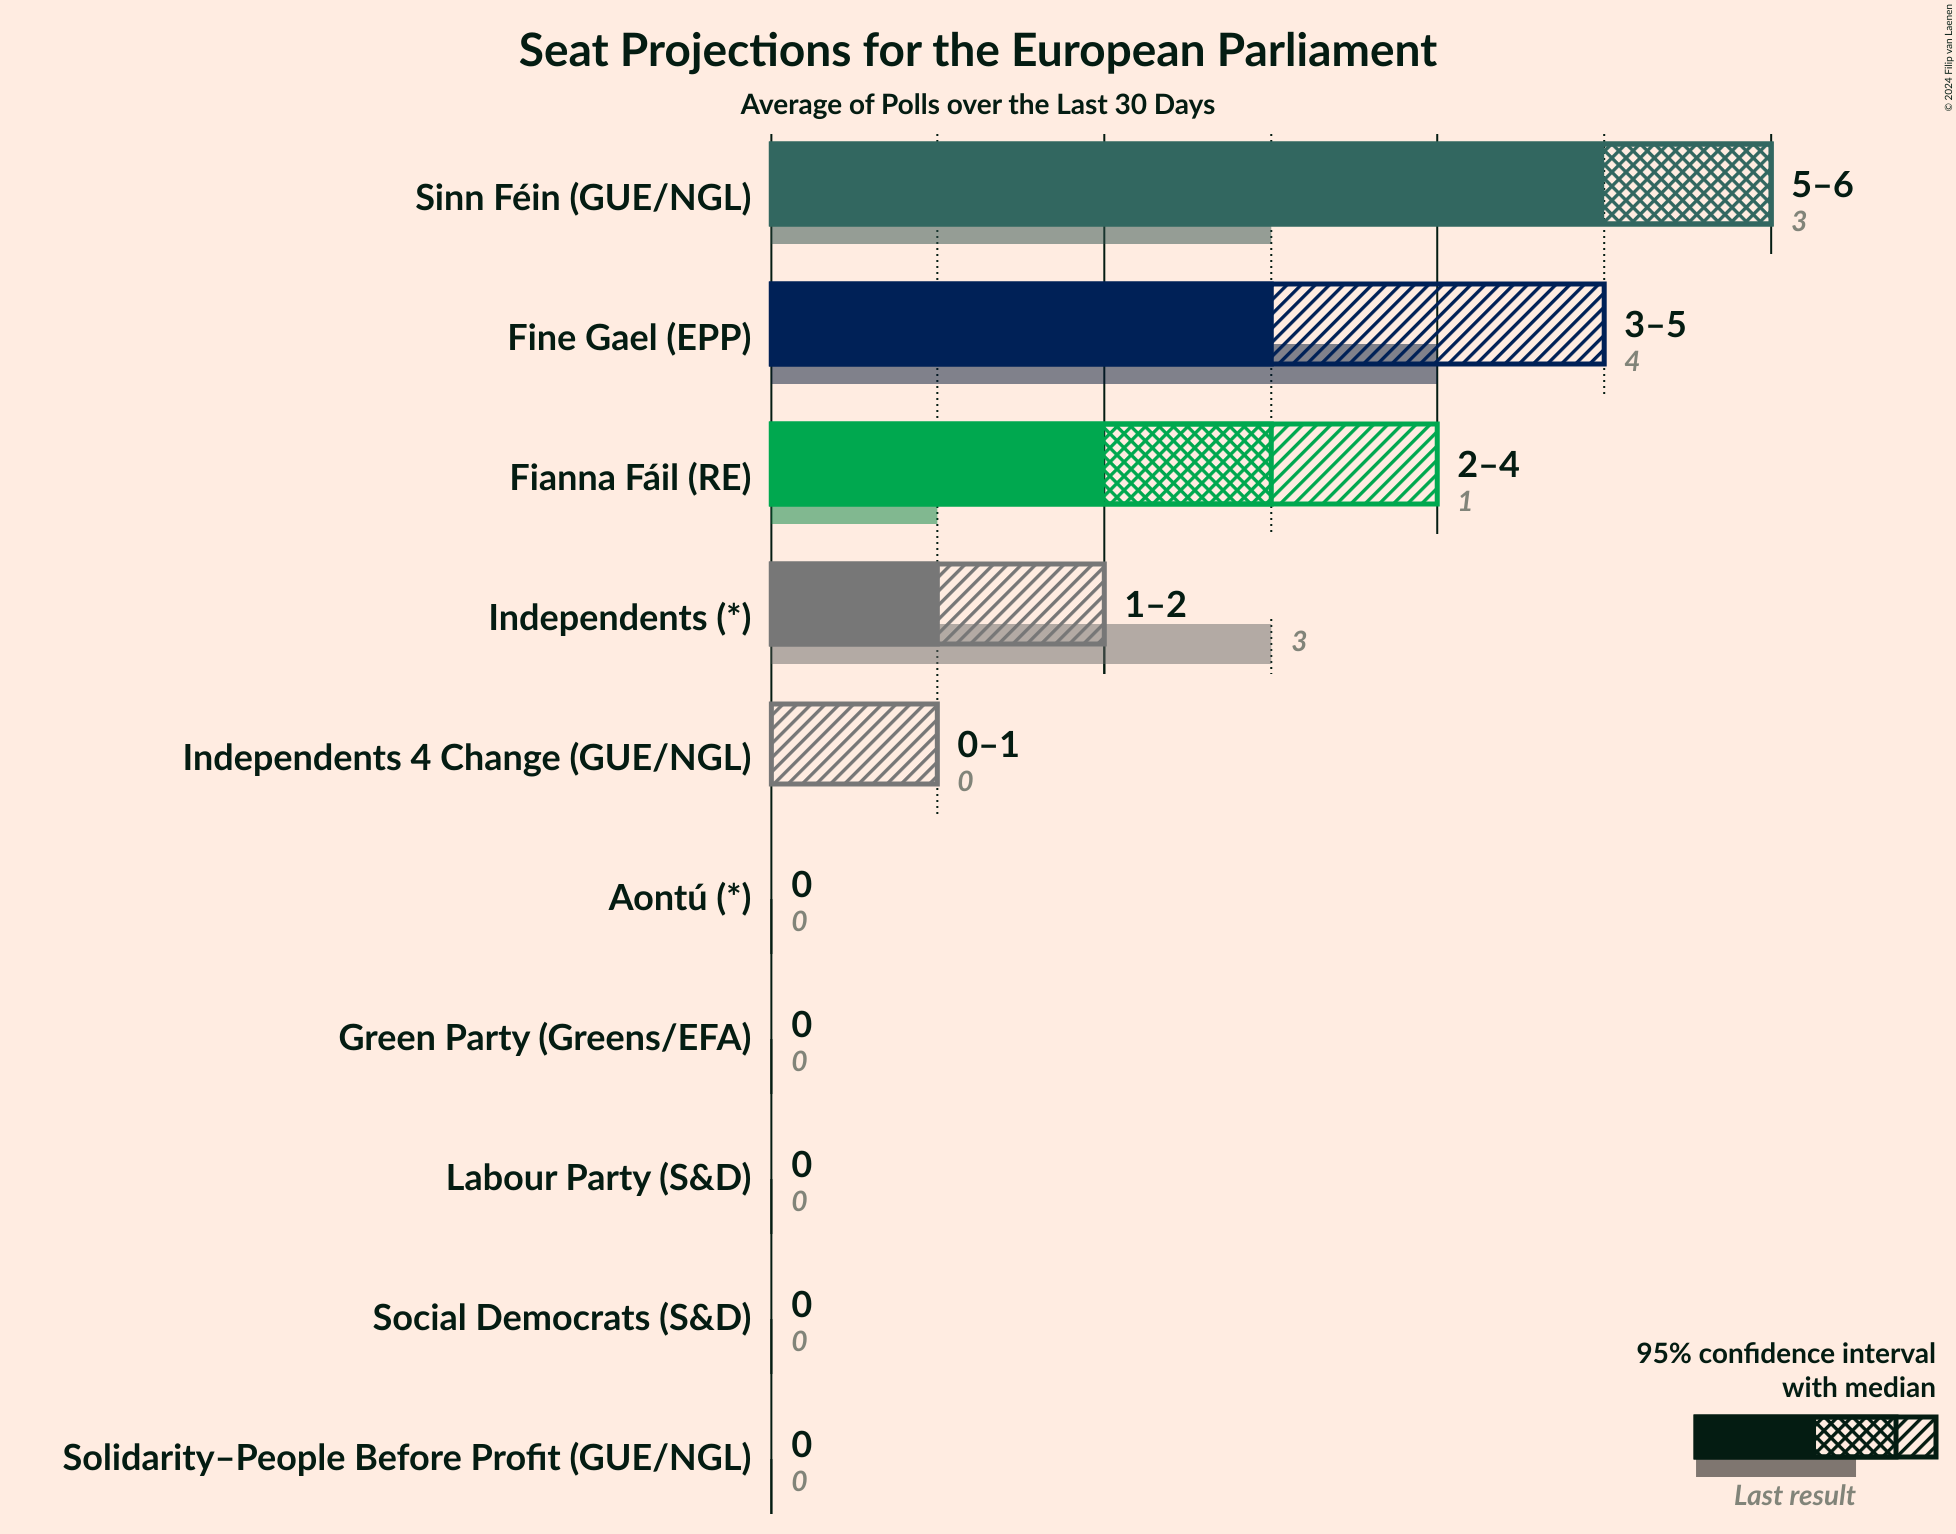 Seat Projections for the European Parliament
Average of Polls over the Last 30 Days
© 2024 Filip van Laenen
Sinn Féin (GUE/NGL)
5–6
3
Fine Gael (EPP)
3–5
4
Fianna Fáil (RE)
2–4
1
Independents (*)
1–2
3
Independents 4 Change (GUE/NGL)
0–1
0
Aontú (*)
0
0
Green Party (Greens/EFA)
0
0
Labour Party (S&D)
0
0
Social Democrats (S&D)
0
0
Solidarity–People Before Profit (GUE/NGL)
0
0
95% confidence interval
with median
Last result